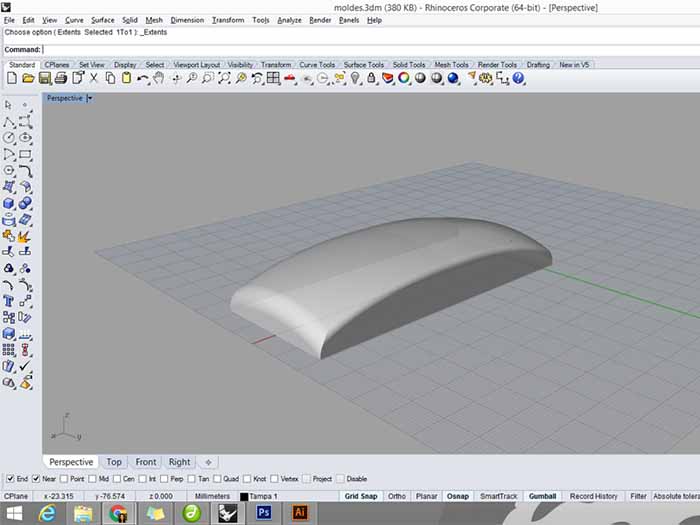 moldes.3dm (380 KB) - Rhinoceros Corporate (64-bit) - [Perspective]
File Edit View Curve Surface Solid Mesh Dimension Transform Tools Analyze Render Panels Help
Choose option ( Extents Selected 1To1 ): _Extents
Command:
Standard CPlanes Set View Display Select Viewport Layout Visibility Transform Curve Tools Surface Tools Solid Tools Mesh Tools Render Tools Drafting New in V5
Perspective
z
x y
Perspective Top Front Right
End Near Point Mid Cen Int Perp Tan Quad Knot Vertex Project Disable
CPlane x -23.315 y -76.574 z 0.000 Millimeters Tampa 1 Grid Snap Ortho Planar Osnap SmartTrack Gumball Record History Filter Absolute tolera
Ps Ai